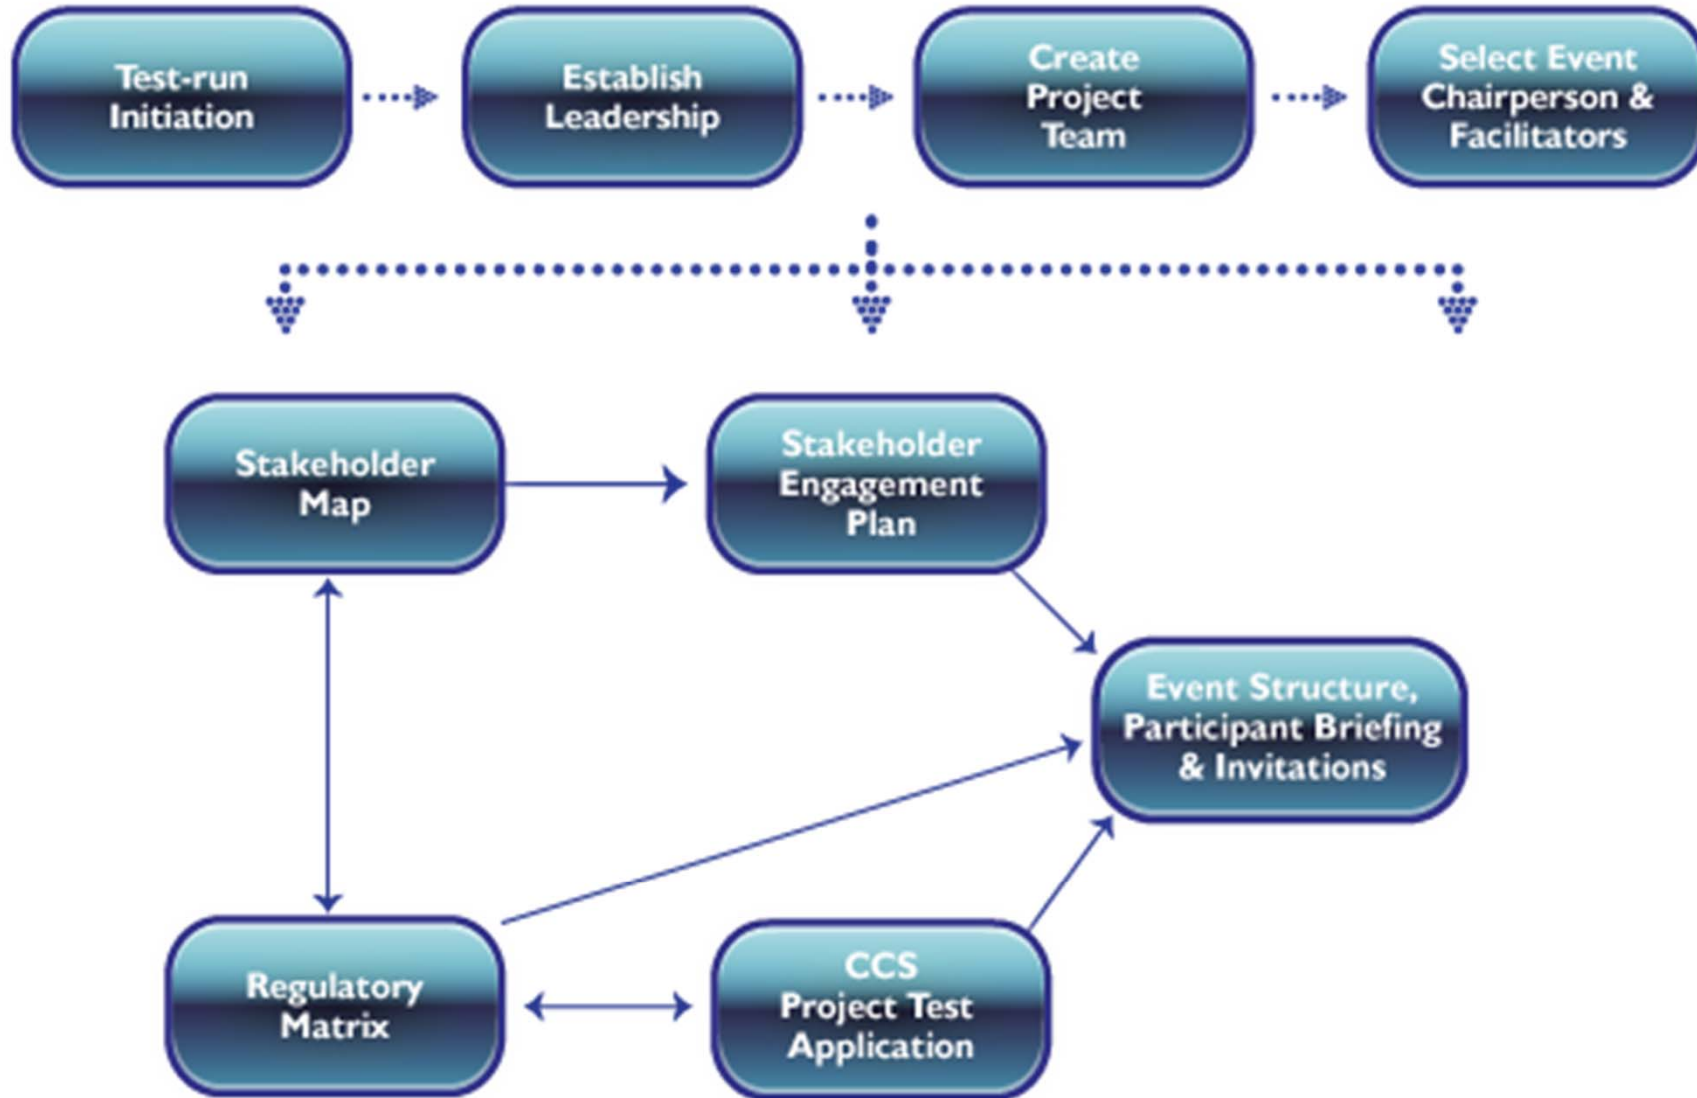 Test-run
Initiation
Establish
Leadership
Create
Project
Team
Select Event
Chairperson &
Facilitators
Stakeholder
Map
Stakeholder
Engagement
Plan
Event Structure,
Participant Briefing
& Invitations
Regulatory
Matrix
CCS
Project Test
Application